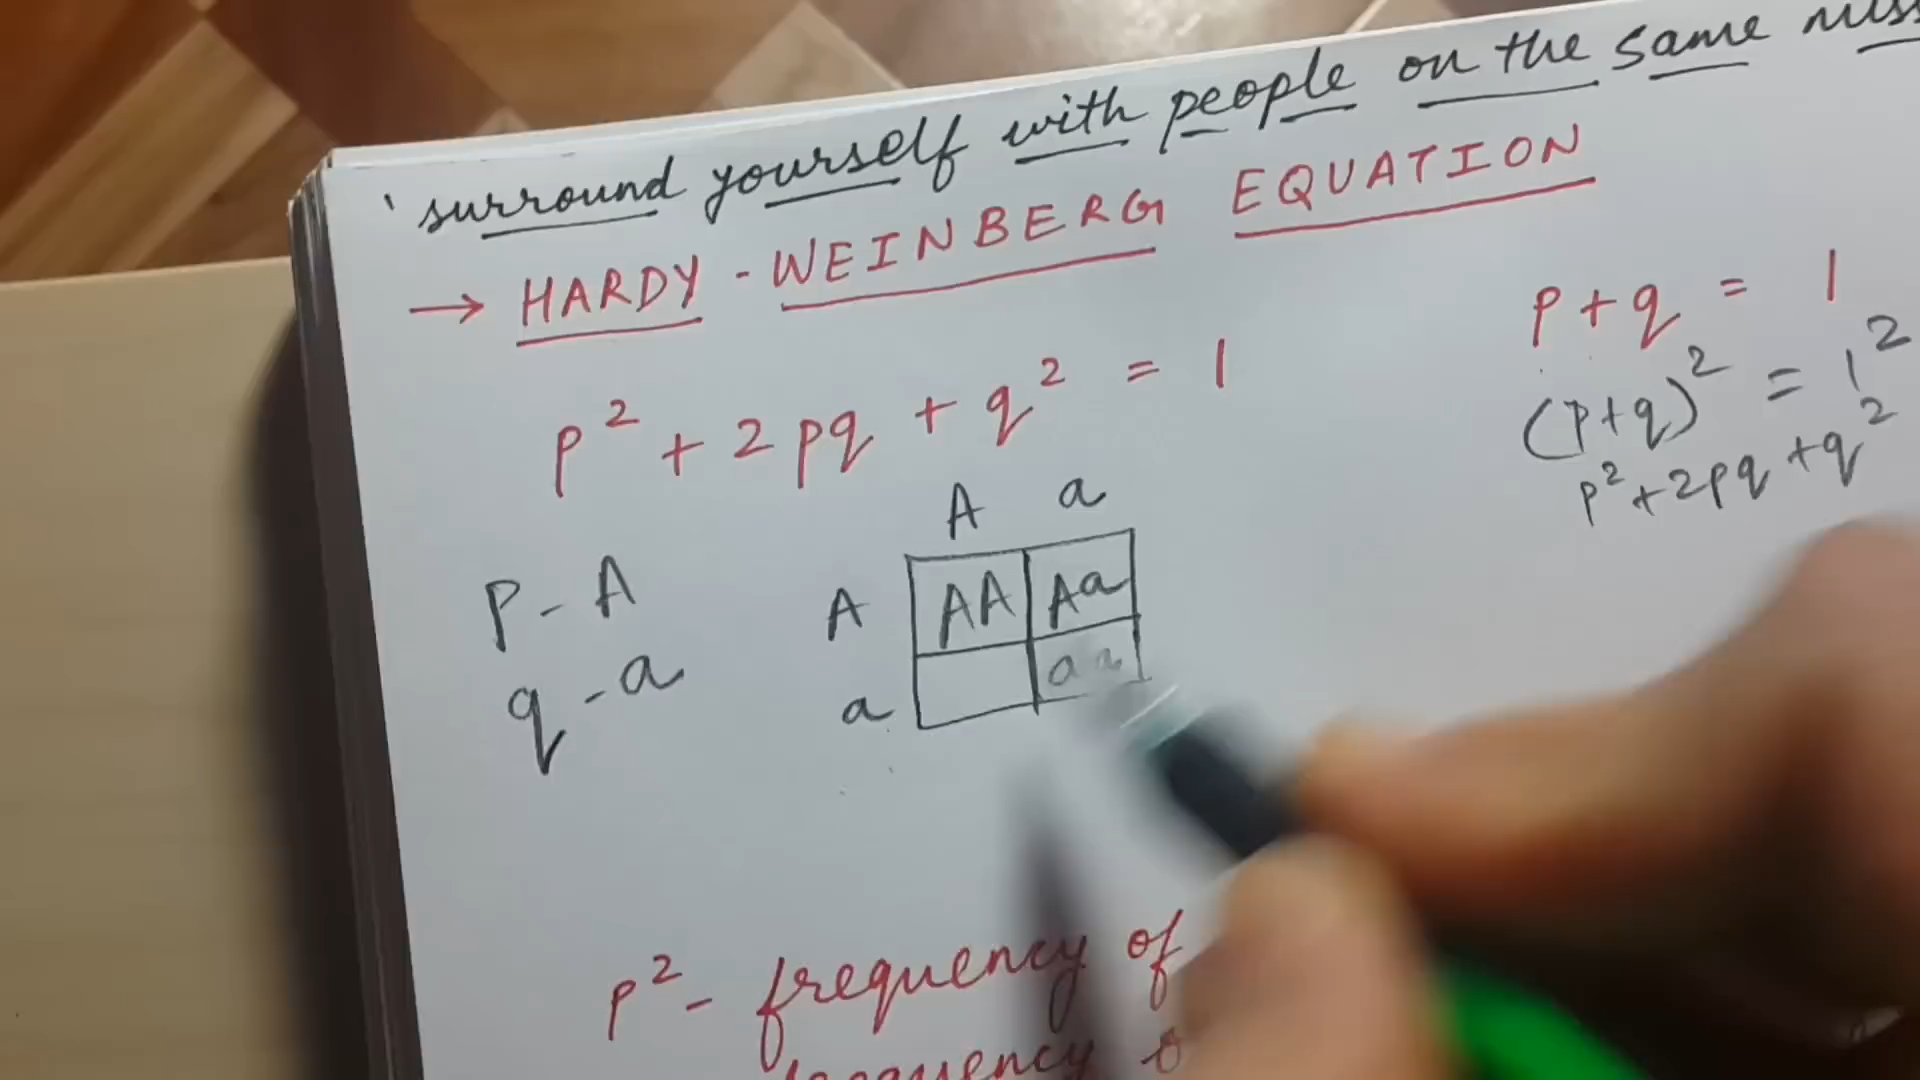 ' surround yourself with people on the same
→ HARDY - WEINBERG EQUATION
p² + 2pq + q² = 1
p + q = 1
(p+q)² = 1²
p² + 2pq + q²
A a
P - A
A AA Aa
q - a
a aa
p² - frequency of